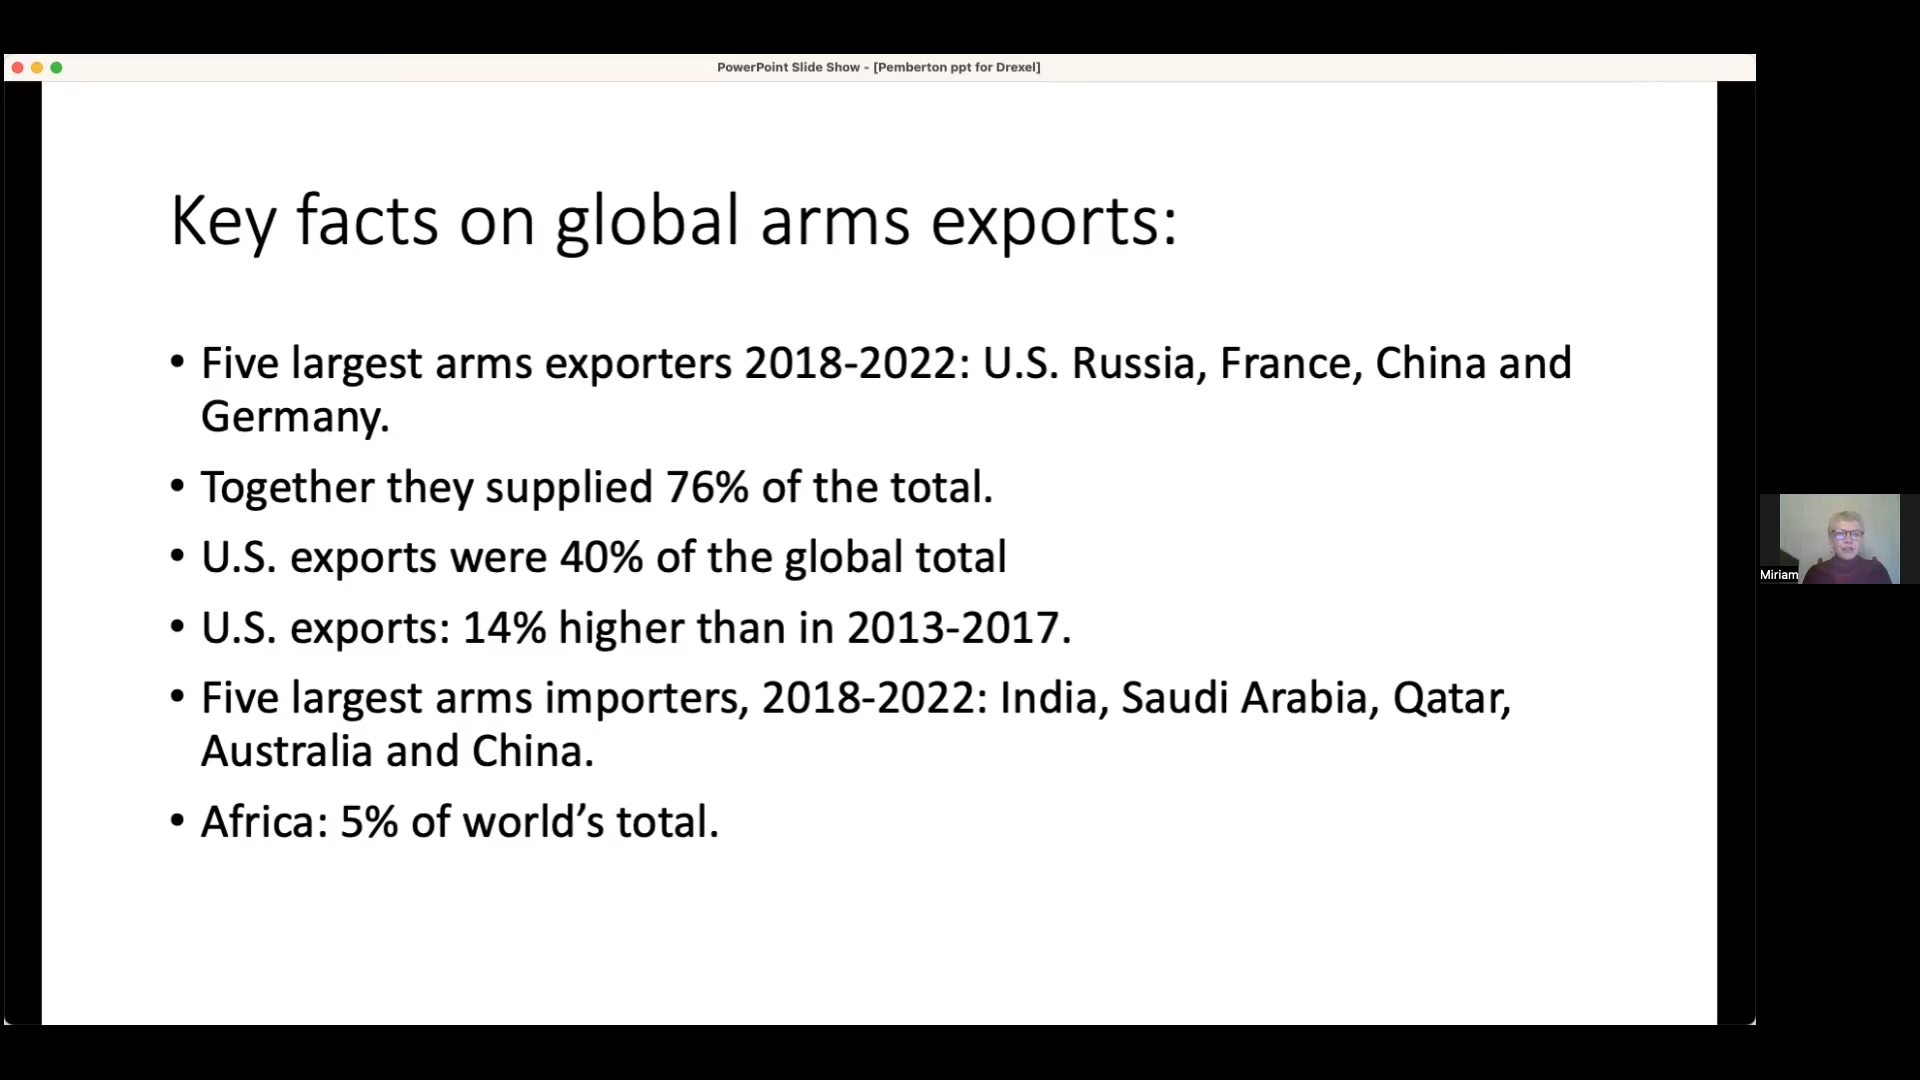 PowerPoint Slide Show - [Pemberton ppt for Drexel]
Key facts on global arms exports:
• Five largest arms exporters 2018-2022: U.S. Russia, France, China and
Germany.
• Together they supplied 76% of the total.
• U.S. exports were 40% of the global total
• U.S. exports: 14% higher than in 2013-2017.
• Five largest arms importers, 2018-2022: India, Saudi Arabia, Qatar,
Australia and China.
• Africa: 5% of world’s total.
Miriam